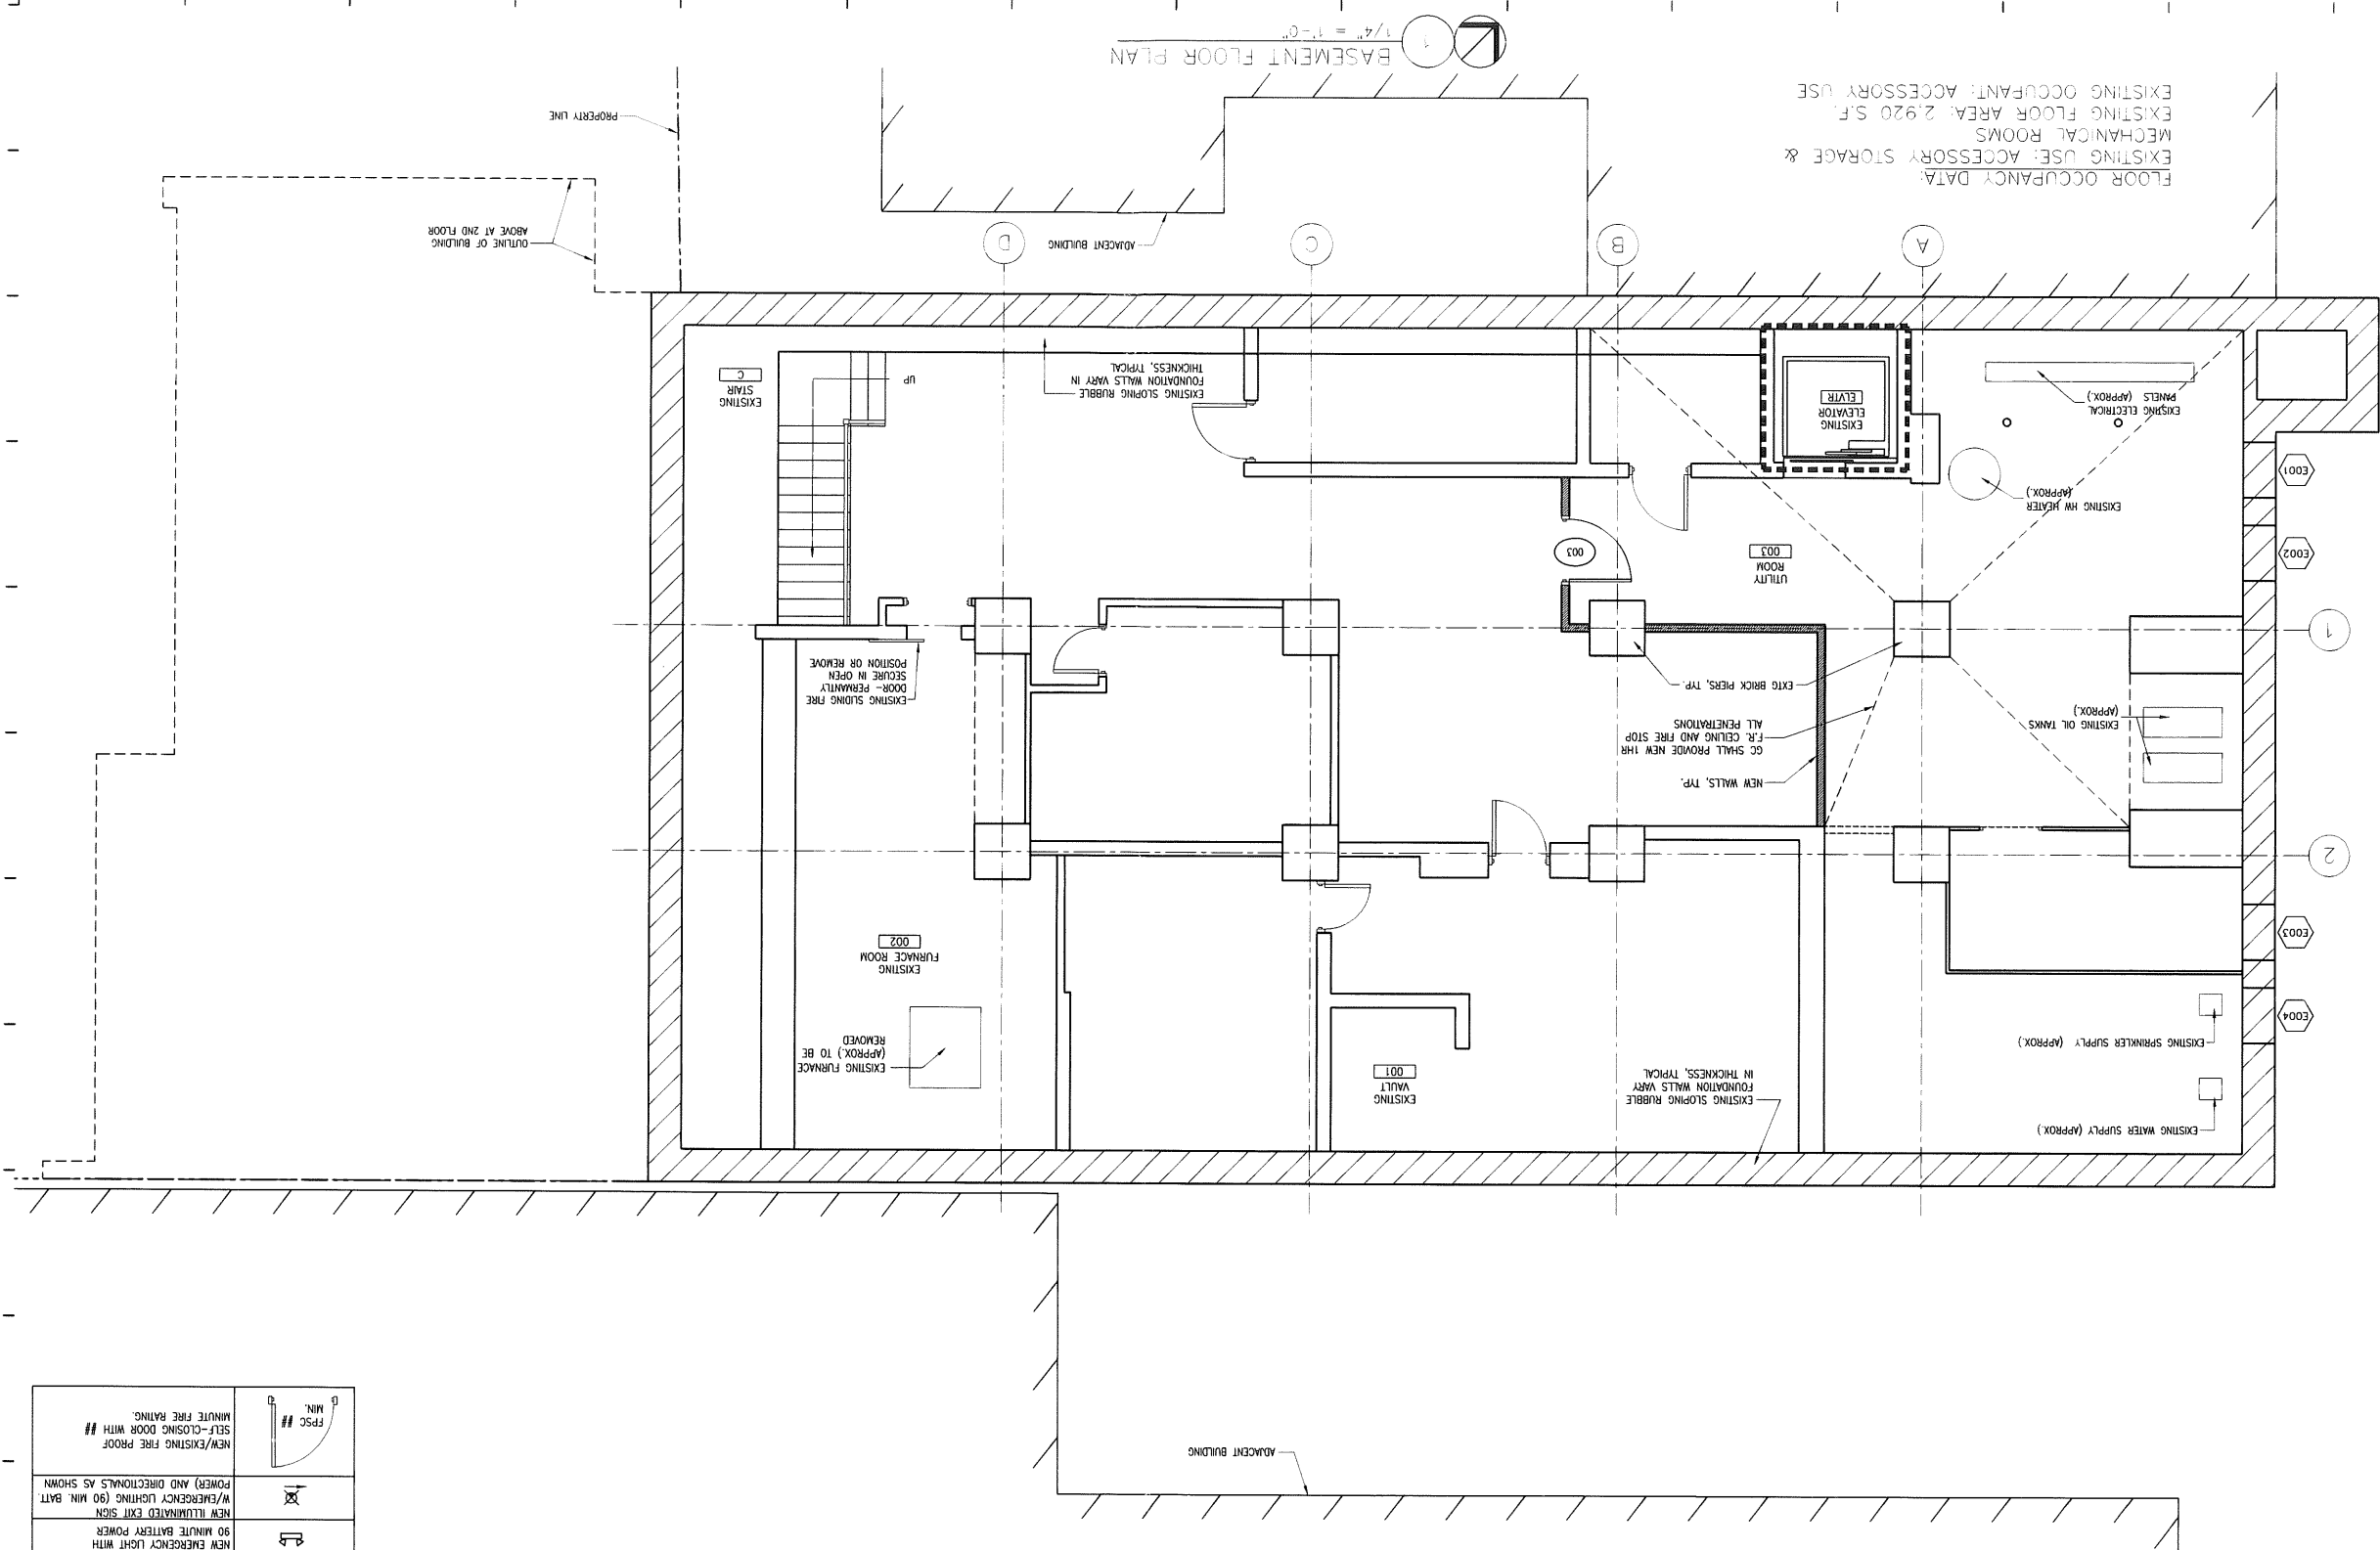 NEW EMERGENCY LIGHT WITH
90 MINUTE BATTERY POWER
NEW ILLUMINATED EXIT SIGN
W/EMERGENCY LIGHTING (90 MIN. BATT.
POWER) AND DIRECTIONALS AS SHOWN
FPSC ##
MIN.
NEW/EXISTING FIRE PROOF
SELF-CLOSING DOOR WITH ##
MINUTE FIRE RATING.
ADJACENT BUILDING
EXISTING WATER SUPPLY (APPROX.)
EXISTING SLOPING RUBBLE
FOUNDATION WALLS VARY
IN THICKNESS, TYPICAL
EXISTING
VAULT
001
EXISTING FURNACE
(APPROX.) TO BE
REMOVED
EXISTING SPRINKLER SUPPLY (APPROX.)
E004
E003
EXISTING
FURNACE ROOM
002
2
NEW WALLS, TYP.
GC SHALL PROVIDE NEW 1HR
F.R. CEILING AND FIRE STOP
ALL PENETRATIONS
EXISTING OIL TANKS
(APPROX.)
EXTG BRICK PIERS, TYP.
EXISTING SLIDING FIRE
DOOR- PERMANTLY
SECURE IN OPEN
POSITION OR REMOVE
1
UTILITY
ROOM
003
003
E002
E001
EXISTING HW HEATER
(APPROX.)
EXISTING
ELEVATOR
ELVTR
EXISTING ELECTRICAL
PANELS (APPROX.)
EXISTING SLOPING RUBBLE
FOUNDATION WALLS VARY IN
THICKNESS, TYPICAL
UP
EXISTING
STAIR
C
A
B
C
D
ADJACENT BUILDING
OUTLINE OF BUILDING
ABOVE AT 2ND FLOOR
FLOOR OCCUPANCY DATA:
EXISTING USE: ACCESSORY STORAGE &
MECHANICAL ROOMS
EXISTING FLOOR AREA: 2,920 S.F.
EXISTING OCCUPANT: ACCESSORY USE
PROPERTY LINE
1
BASEMENT FLOOR PLAN
1/4" = 1'-0"